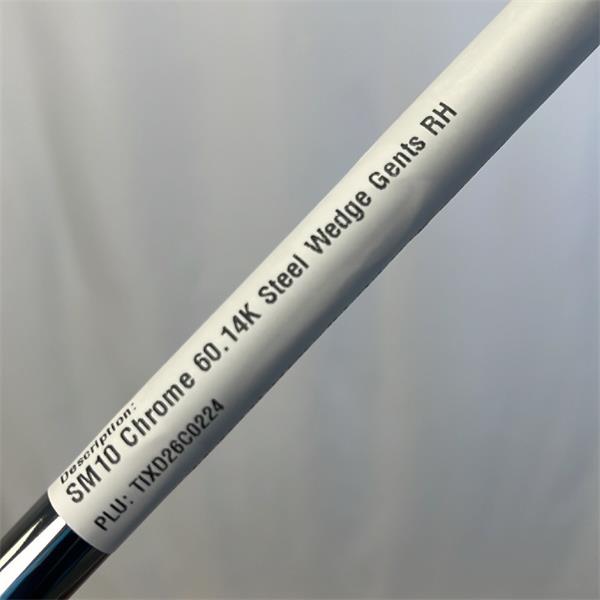 Description:
SM10 Chrome 60.14K Steel Wedge Gents RH
PLU: TIXD26C0224